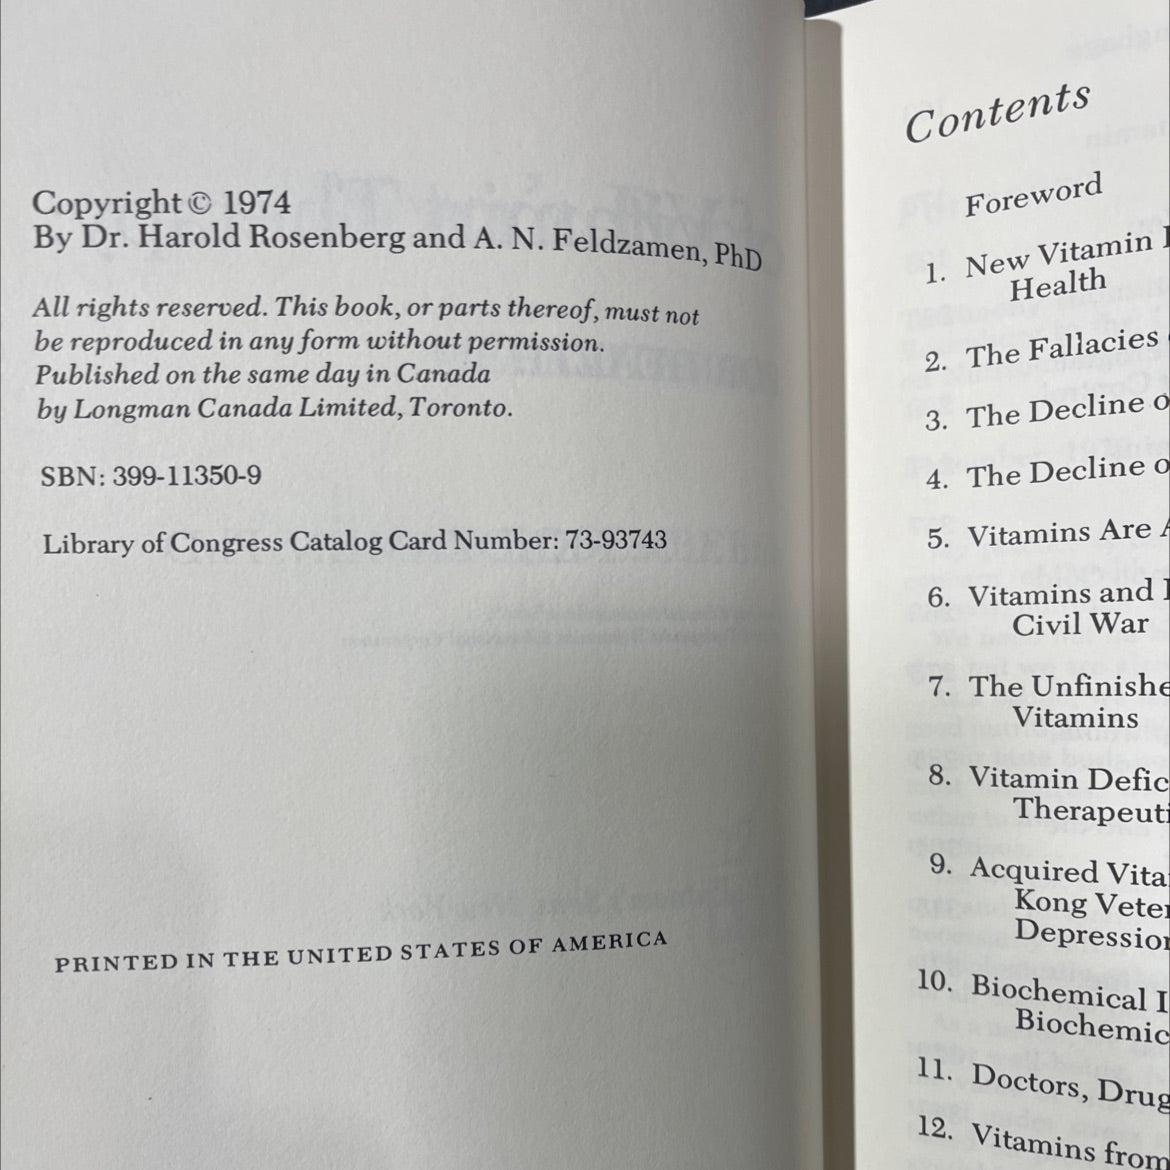 Copyright © 1974
By Dr. Harold Rosenberg and A. N. Feldzamen, PhD
All rights reserved. This book, or parts thereof, must not
be reproduced in any form without permission.
Published on the same day in Canada
by Longman Canada Limited, Toronto.
SBN: 399-11350-9
Library of Congress Catalog Card Number: 73-93743
PRINTED IN THE UNITED STATES OF AMERICA
Contents
Foreword
1. New Vitamin
Health
2. The Fallacies
3. The Decline o
4. The Decline o
5. Vitamins Are A
6. Vitamins and
Civil War
7. The Unfinishe
Vitamins
8. Vitamin Defic
Therapeuti
9. Acquired Vita
Kong Veter
Depression
10. Biochemical I
Biochemic
11. Doctors, Drug
12. Vitamins from